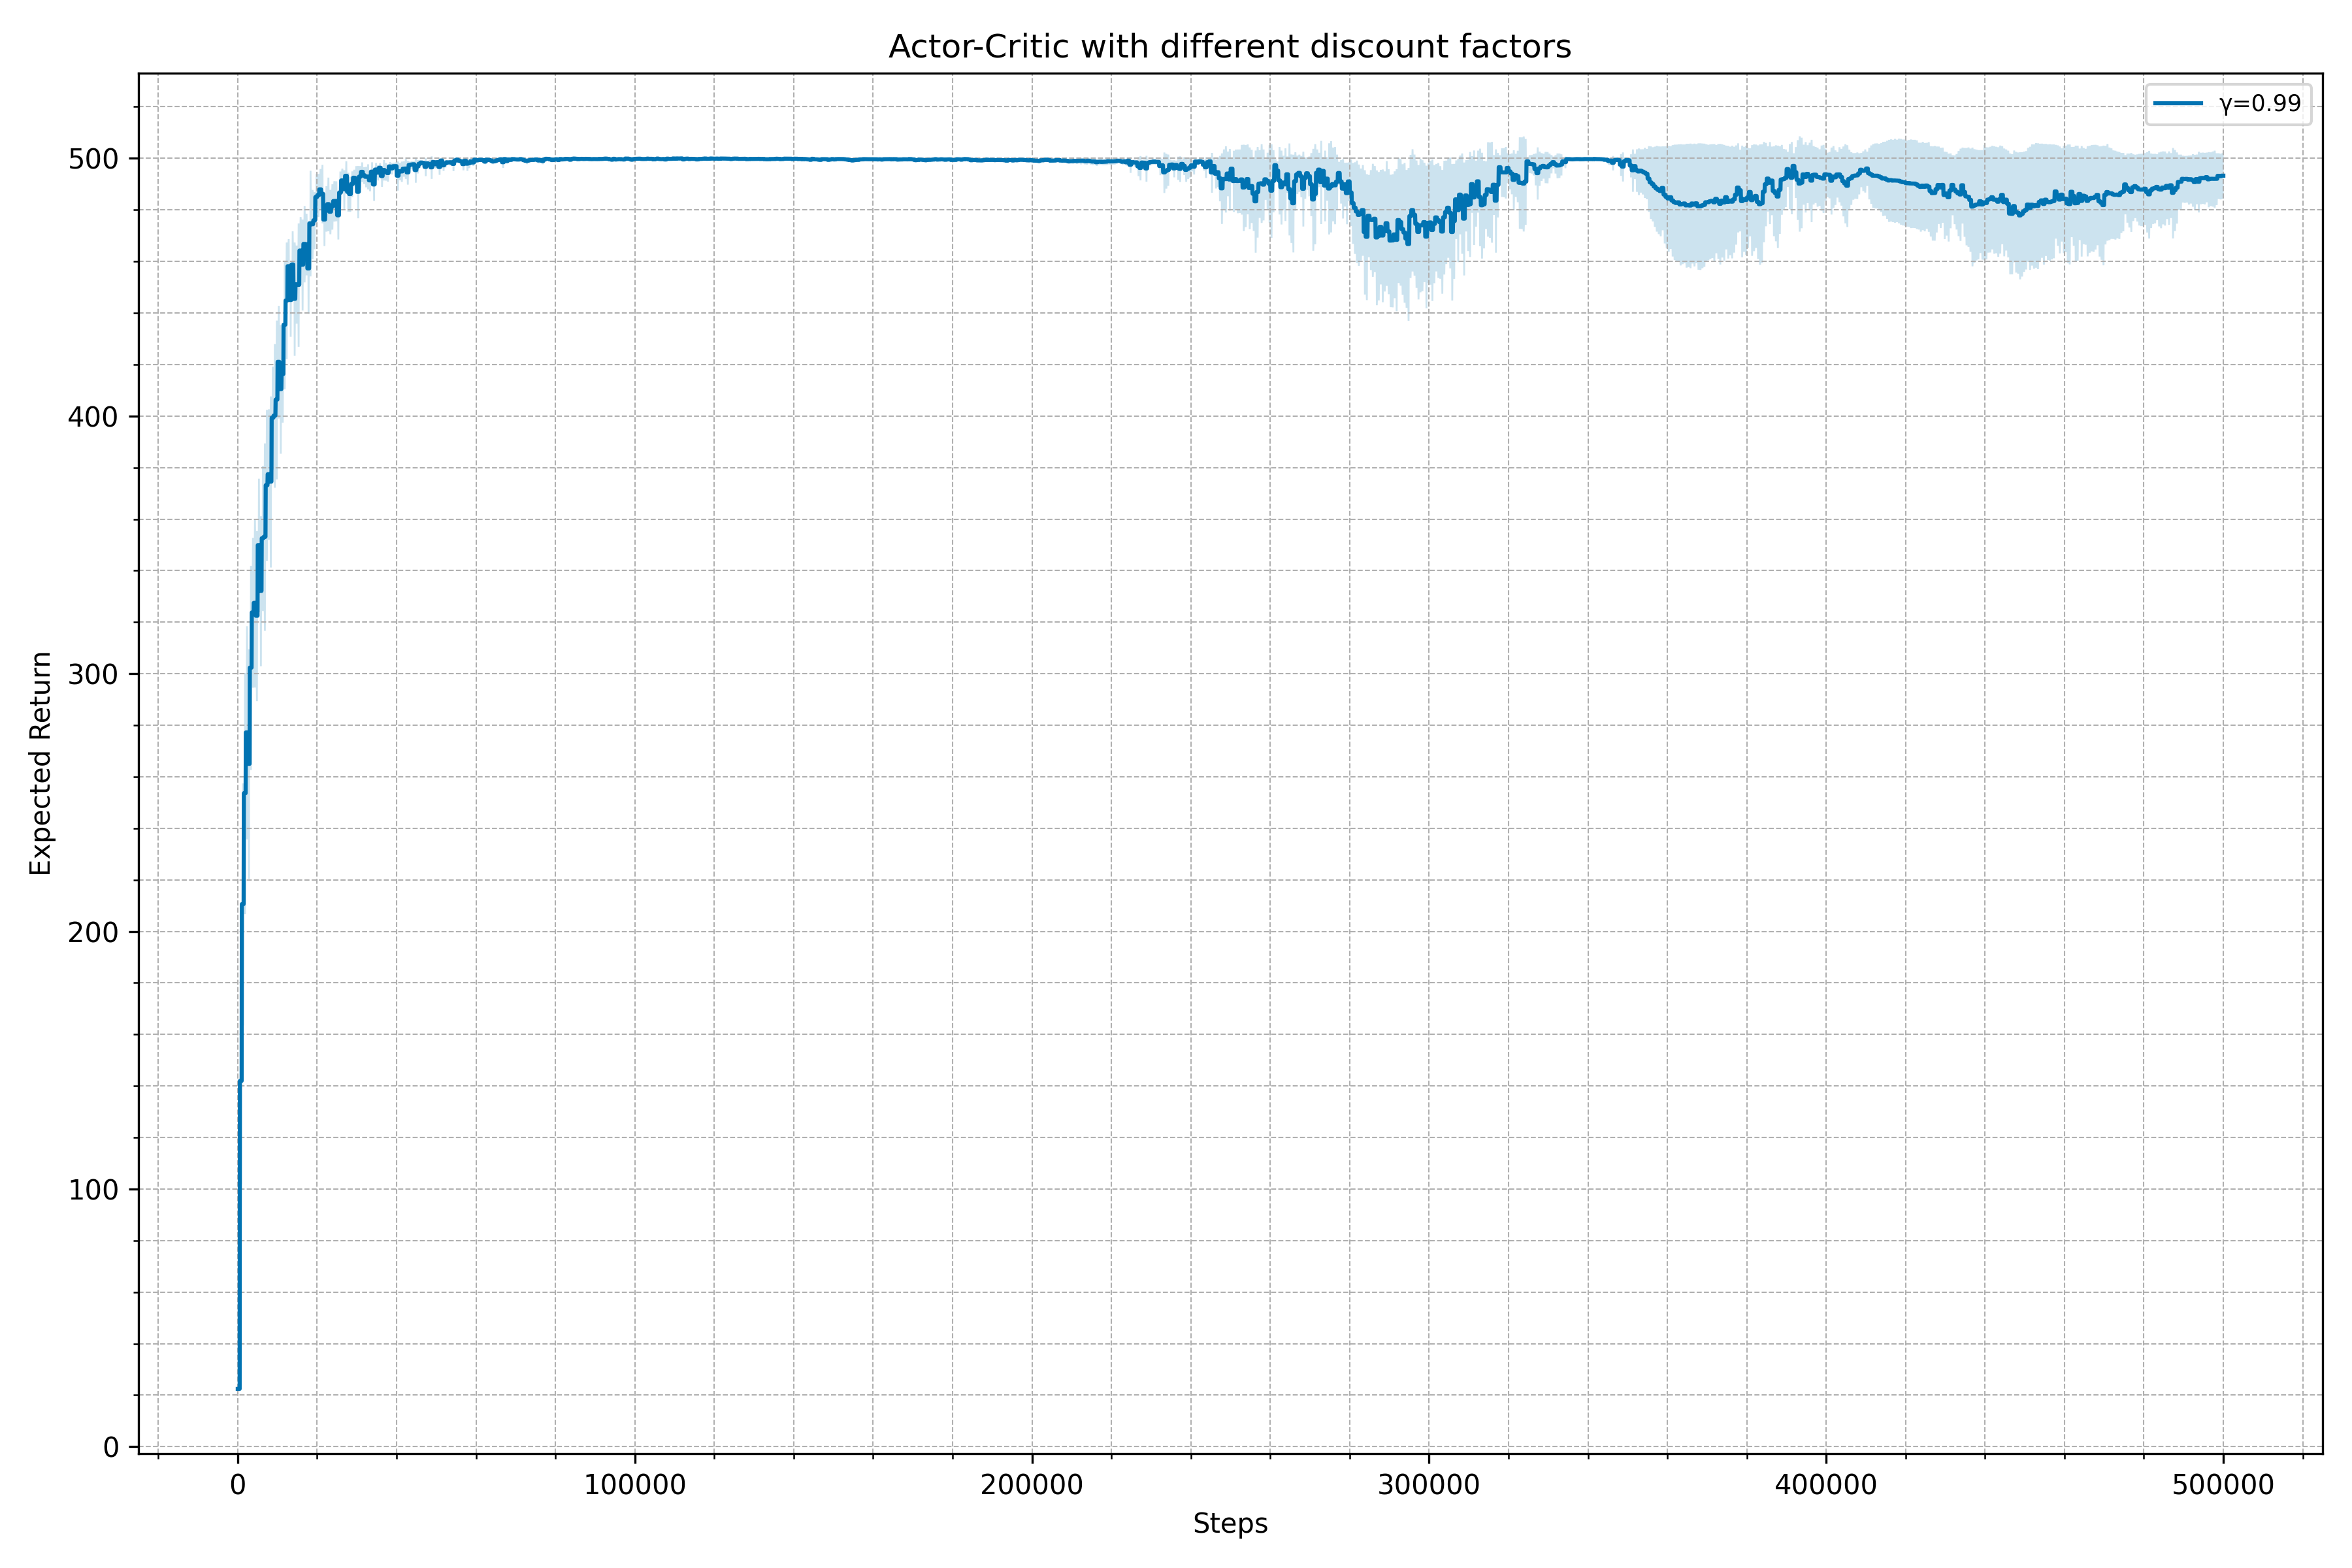 Actor-Critic with different discount factors
γ=0.99
500
400
300
200
100
0
Expected Return
0 100000 200000 300000 400000 500000
Steps